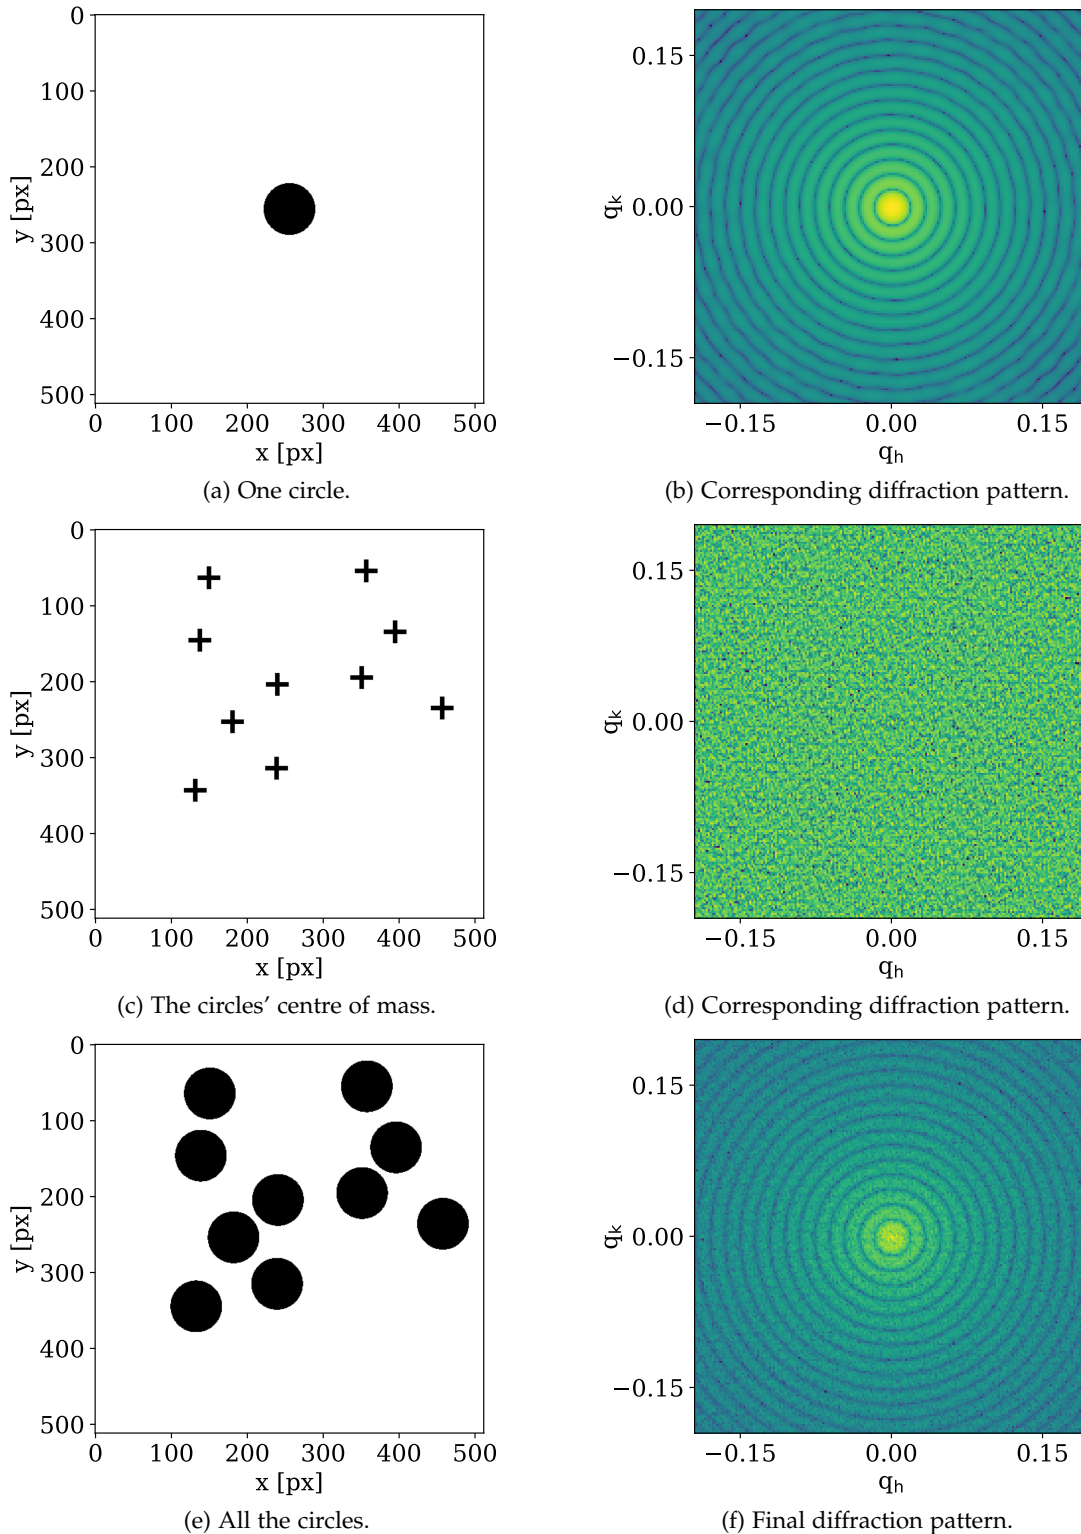 0
100
200
300
400
500
y [px]
0 100 200 300 400 500
x [px]
(a) One circle.
0.15
0.00
−0.15
qk
−0.15 0.00 0.15
qh
(b) Corresponding diffraction pattern.
0
100
200
300
400
500
y [px]
0 100 200 300 400 500
x [px]
(c) The circles’ centre of mass.
0.15
0.00
−0.15
qk
−0.15 0.00 0.15
qh
(d) Corresponding diffraction pattern.
0
100
200
300
400
500
y [px]
0 100 200 300 400 500
x [px]
(e) All the circles.
0.15
0.00
−0.15
qk
−0.15 0.00 0.15
qh
(f) Final diffraction pattern.